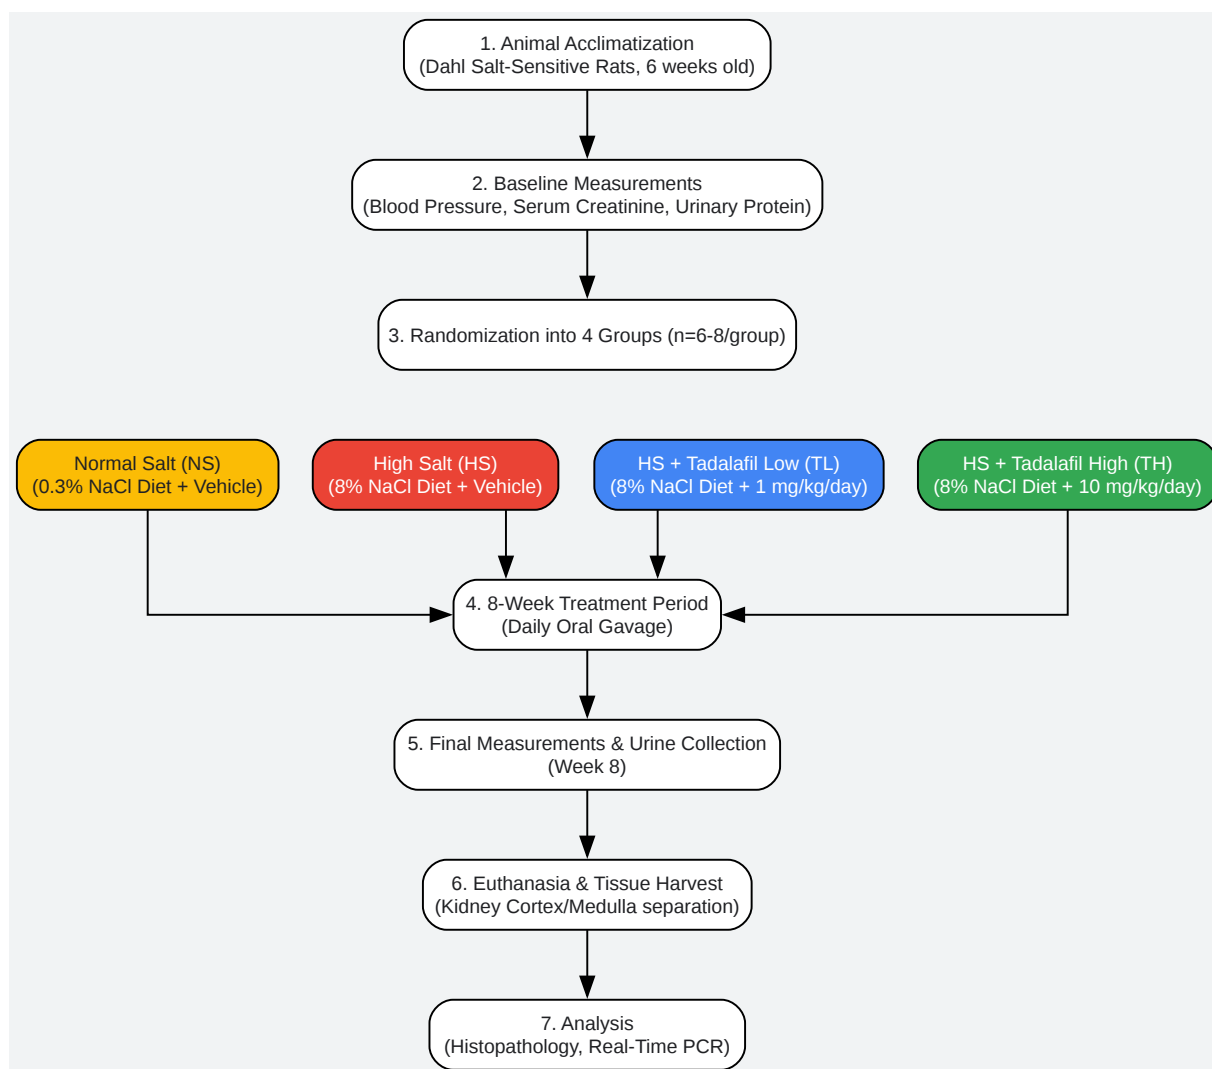 1. Animal Acclimatization
(Dahl Salt-Sensitive Rats, 6 weeks old)
2. Baseline Measurements
(Blood Pressure, Serum Creatinine, Urinary Protein)
3. Randomization into 4 Groups (n=6-8/group)
Normal Salt (NS)
(0.3% NaCl Diet + Vehicle)
High Salt (HS)
(8% NaCl Diet + Vehicle)
HS + Tadalafil Low (TL)
(8% NaCl Diet + 1 mg/kg/day)
HS + Tadalafil High (TH)
(8% NaCl Diet + 10 mg/kg/day)
4. 8-Week Treatment Period
(Daily Oral Gavage)
5. Final Measurements & Urine Collection
(Week 8)
6. Euthanasia & Tissue Harvest
(Kidney Cortex/Medulla separation)
7. Analysis
(Histopathology, Real-Time PCR)